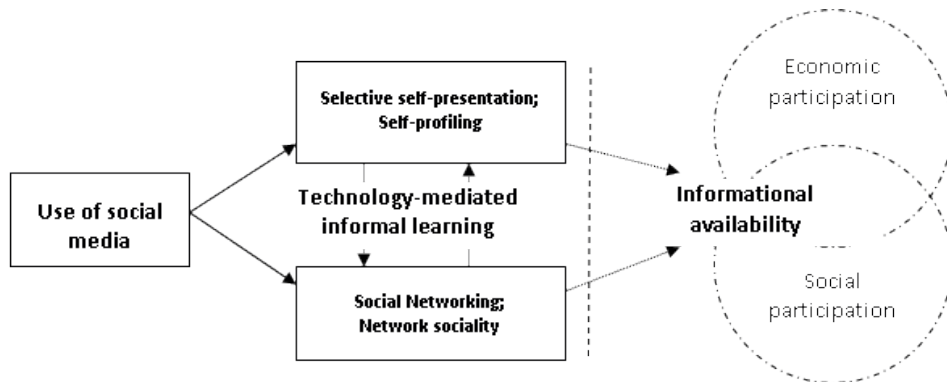 Use of social
media
Selective self-presentation;
Self-profiling
Technology-mediated
informal learning
Social Networking;
Network sociality
Informational
availability
Economic
participation
Social
participation